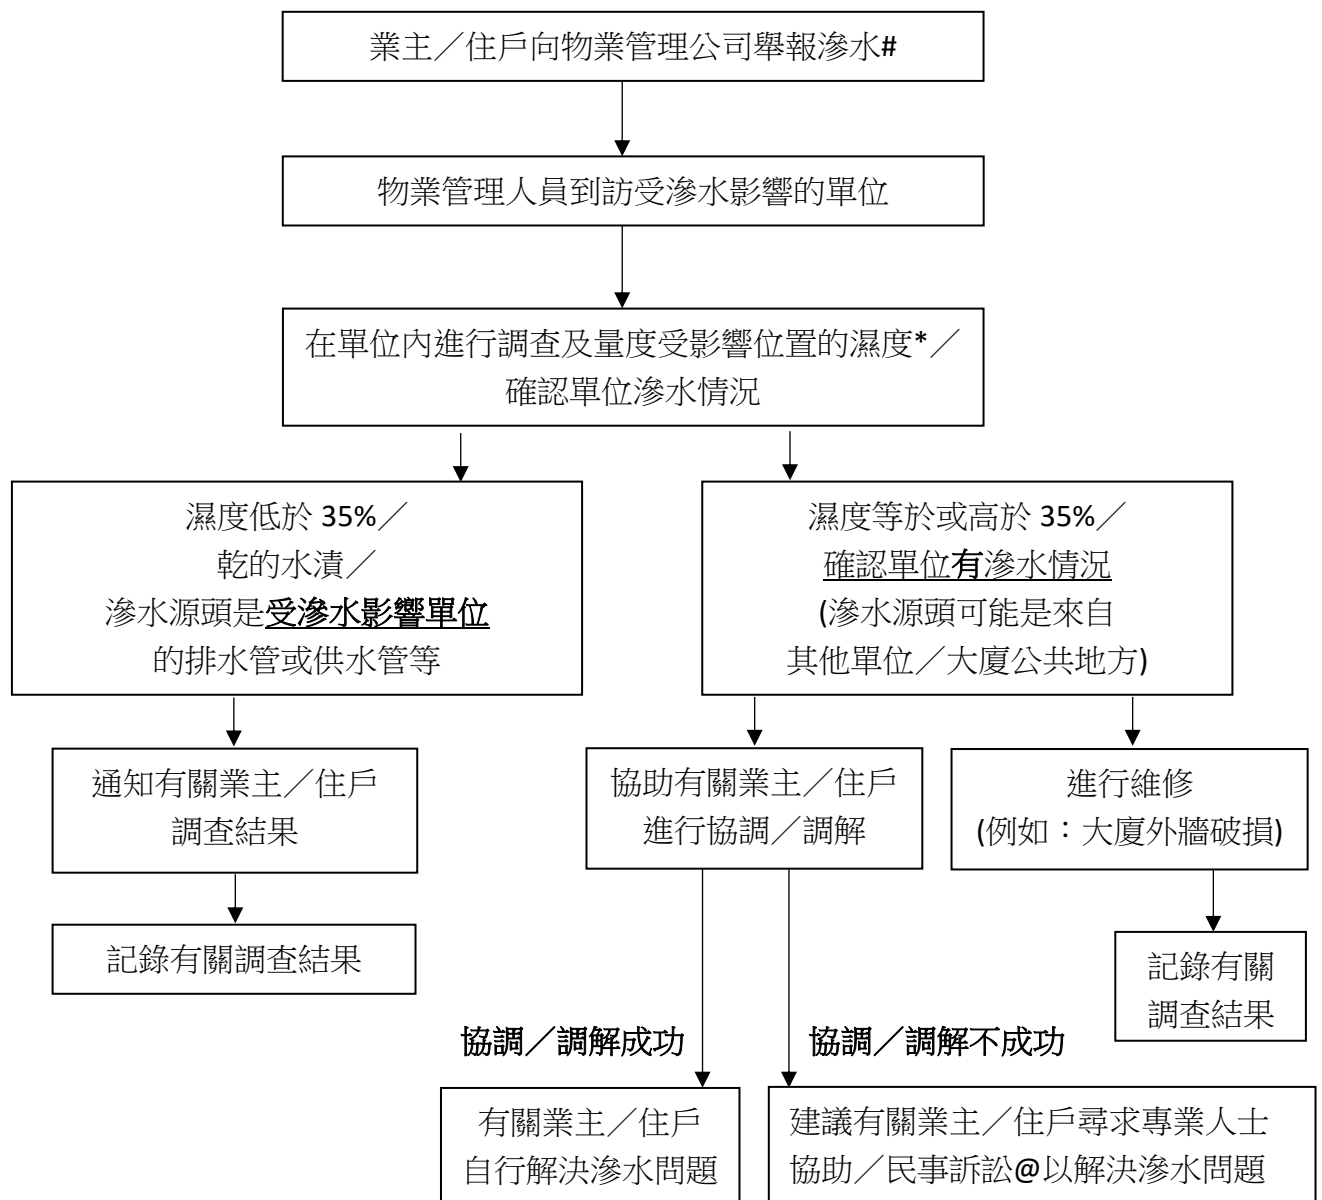 業主／住戶向物業管理公司舉報滲水#
物業管理人員到訪受滲水影響的單位
在單位內進行調查及量度受影響位置的濕度*／
確認單位滲水情況
濕度低於 35%／
乾的水漬／
滲水源頭是受滲水影響單位
的排水管或供水管等
濕度等於或高於 35%／
確認單位有滲水情況
(滲水源頭可能是來自
其他單位／大廈公共地方)
通知有關業主／住戶
調查結果
協助有關業主／住戶
進行協調／調解
進行維修
(例如：大廈外牆破損)
記錄有關調查結果
記錄有關
調查結果
協調／調解成功
協調／調解不成功
有關業主／住戶
自行解決滲水問題
建議有關業主／住戶尋求專業人士
協助／民事訴訟@以解決滲水問題